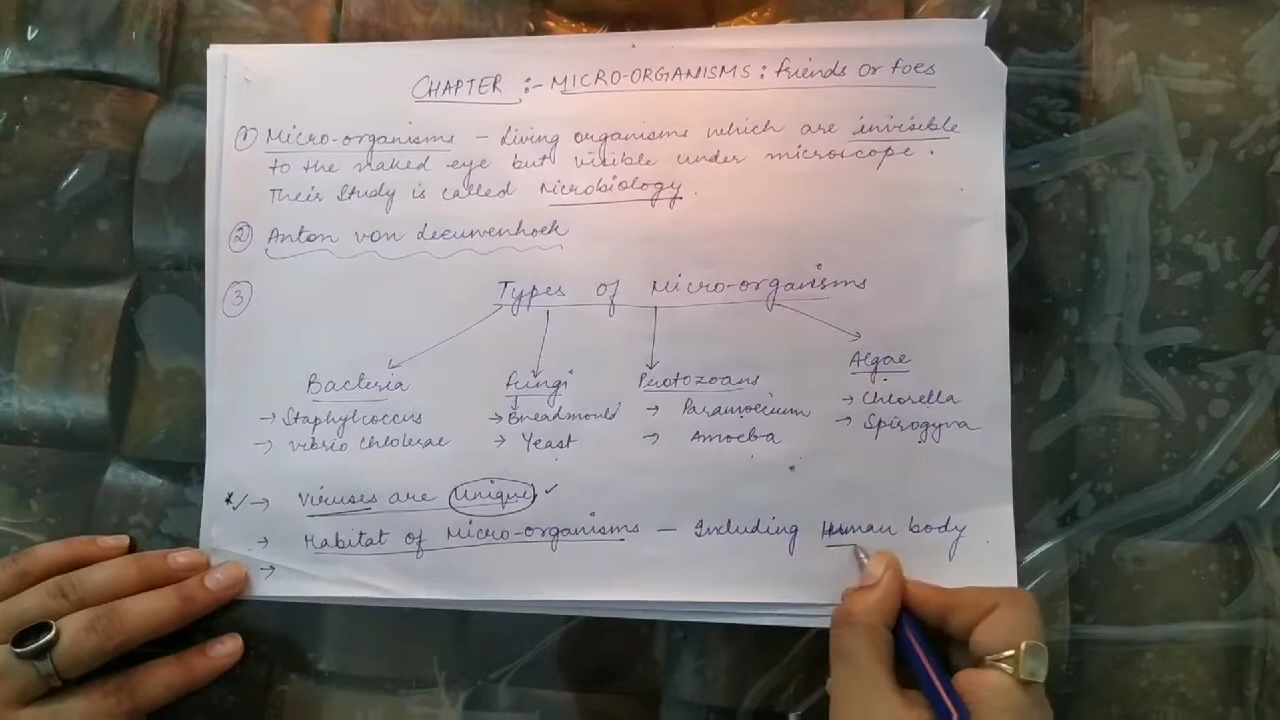 CHAPTER :- MICRO-ORGANISMS : friends or foes
① Micro-organisms - Living organisms which are invisible
to the naked eye but visible under microscope.
Their Study is called Microbiology.
② Anton von Leeuwenhoek
③ Types of Micro-organisms
Bacteria
→ Staphylcoccus
→ vibrio Chlolerae
Fungi
→ Breadmould
→ Yeast
Protozoans
→ Paramoecium
→ Amoeba
Algae
→ Chlorella
→ Spirogyra
*✓ → Viruses are Unique ✓
→ Habitat of Micro-organisms - Including Human body
→